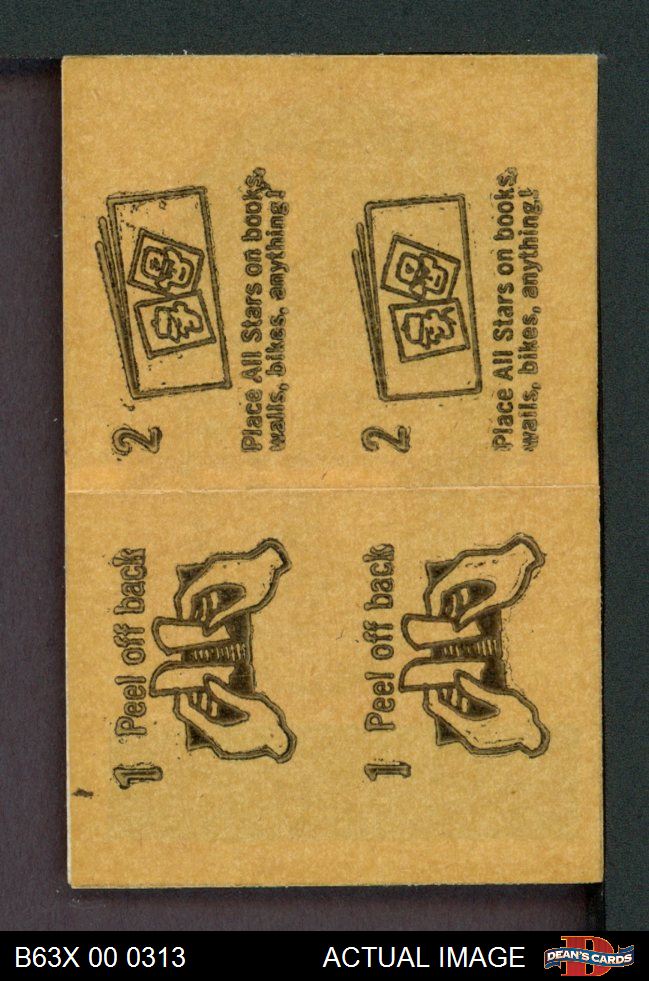 1 Peel off back
2
Place All Stars on books,
walls, bikes, anything!
1 Peel off back
2
Place All Stars on books,
walls, bikes, anything!
B63X 00 0313
ACTUAL IMAGE
DEAN'S CARDS